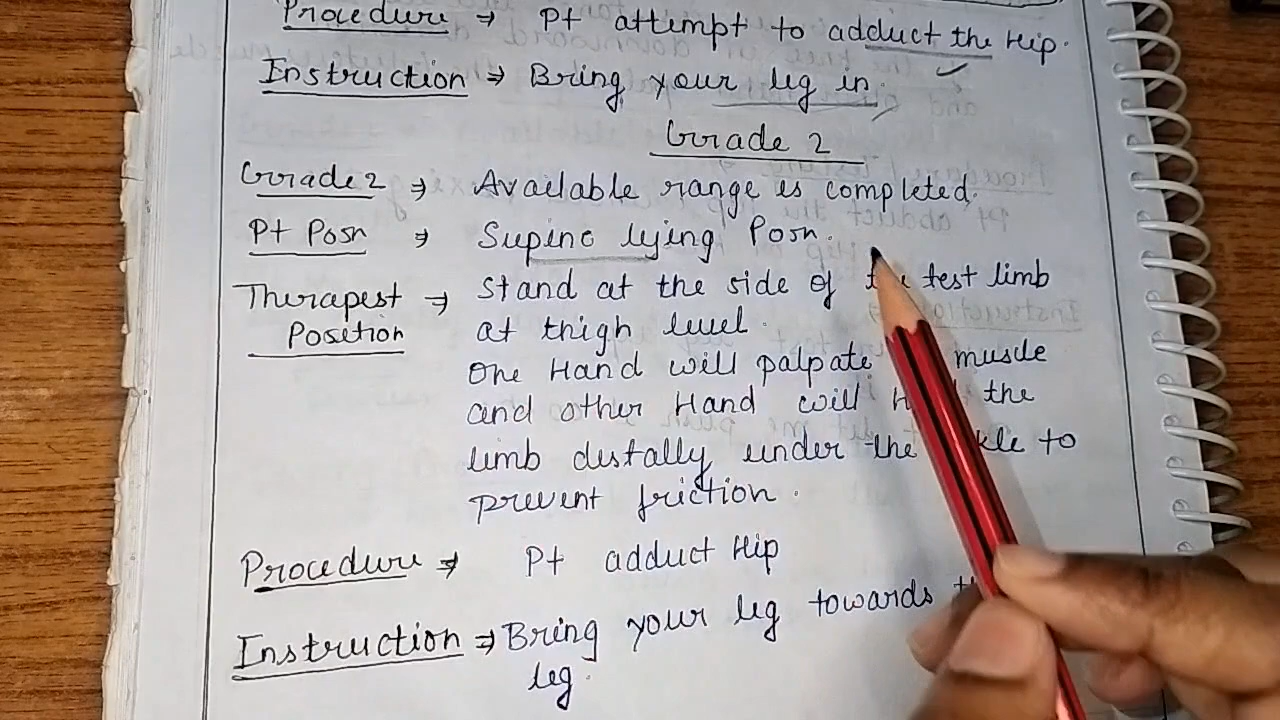 Procedure ⇒ Pt attempt to adduct the Hip.
Instruction ⇒ Bring your leg in.
Grade 2
Grade 2 ⇒ Available range is completed.
Pt Posn ⇒ Supine lying Posn.
Therapest ⇒ Stand at the side of the test limb
Position at thigh level.
One Hand will palpate muscle
and other Hand will the
limb distally under the to
prevent friction.
Procedure ⇒ Pt adduct Hip
Instruction ⇒ Bring your leg towards
leg.